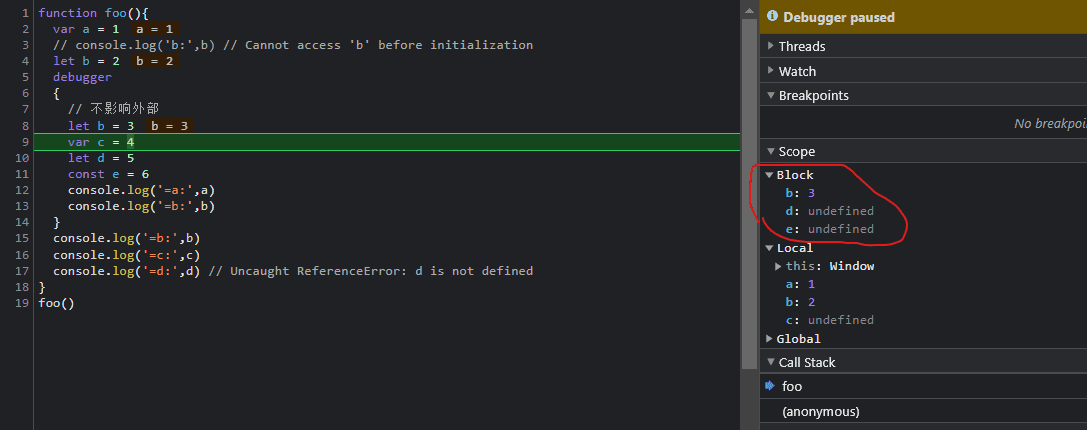 1 function foo(){
2 var a = 1 a = 1
3 // console.log('b:',b) // Cannot access 'b' before initialization
4 let b = 2 b = 2
5 debugger
6 {
7 // 不影响外部
8 let b = 3 b = 3
9 var c = 4
10 let d = 5
11 const e = 6
12 console.log('=a:',a)
13 console.log('=b:',b)
14 }
15 console.log('=b:',b)
16 console.log('=c:',c)
17 console.log('=d:',d) // Uncaught ReferenceError: d is not defined
18 }
19 foo()
Debugger paused
Threads
Watch
Breakpoints
No breakpoi
Scope
Block
b: 3
d: undefined
e: undefined
Local
this: Window
a: 1
b: 2
c: undefined
Global
Call Stack
foo
(anonymous)